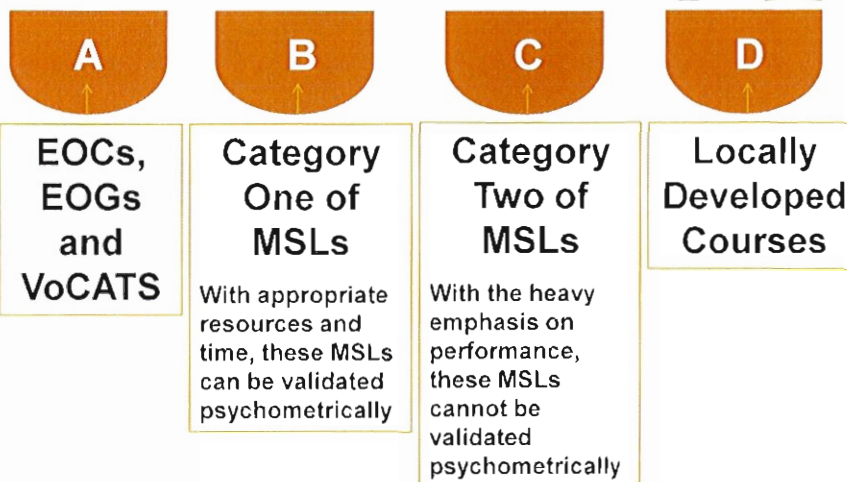 A
EOCs,
EOGs
and
VoCATS
B
Category
One of
MSLs
With appropriate
resources and
time, these MSLs
can be validated
psychometrically
C
Category
Two of
MSLs
With the heavy
emphasis on
performance,
these MSLs
cannot be
validated
psychometrically
D
Locally
Developed
Courses